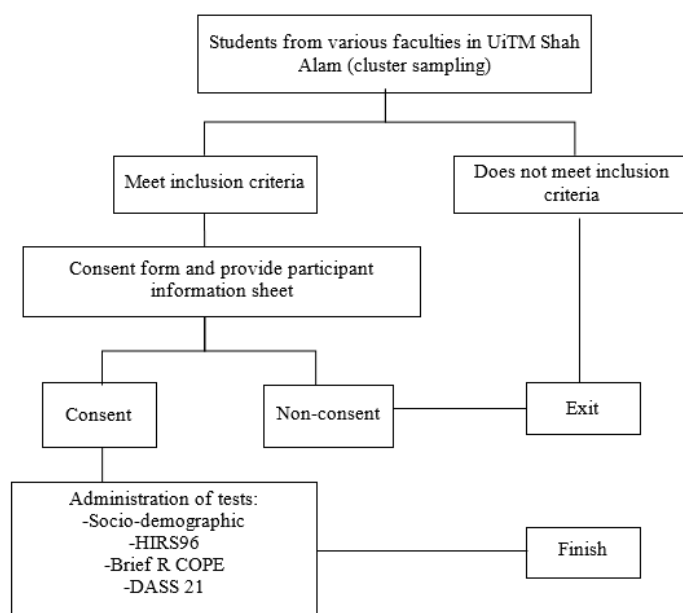 Students from various faculties in UiTM Shah
Alam (cluster sampling)
Meet inclusion criteria
Does not meet inclusion
criteria
Consent form and provide participant
information sheet
Consent
Non-consent
Exit
Administration of tests:
-Socio-demographic
-HIRS96
-Brief R COPE
-DASS 21
Finish